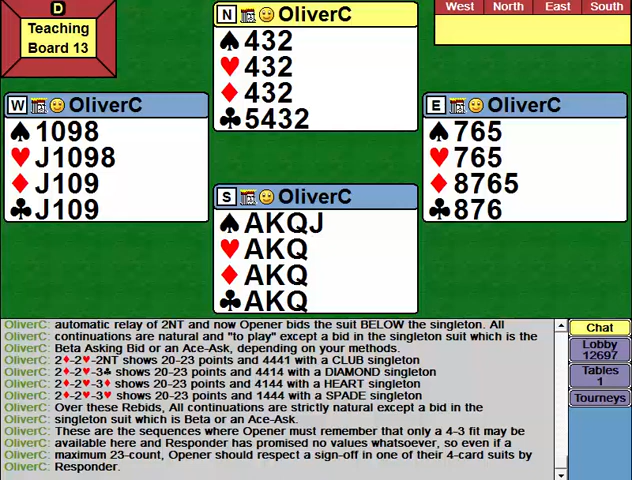 D
Teaching
Board 13
N OliverC
♠432
♥432
♦432
♣5432
West North East South
W OliverC
♠1098
♥J1098
♦J109
♣J109
E OliverC
♠765
♥765
♦8765
♣876
S OliverC
♠AKQJ
♥AKQ
♦AKQ
♣AKQ
OliverC: automatic relay of 2NT and now Opener bids the suit BELOW the singleton. All
OliverC: continuations are natural and "to play" except a bid in the singleton suit which is the
OliverC: Beta Asking Bid or an Ace-Ask, depending on your methods.
OliverC: 2♦-2♥-2NT shows 20-23 points and 4441 with a CLUB singleton
OliverC: 2♦-2♥-3♣ shows 20-23 points and 4414 with a DIAMOND singleton
OliverC: 2♦-2♥-3♦ shows 20-23 points and 4144 with a HEART singleton
OliverC: 2♦-2♥-3♥ shows 20-23 points and 1444 with a SPADE singleton
OliverC: Over these Rebids, All continuations are strictly natural except a bid in the
OliverC: singleton suit which is Beta or an Ace-Ask.
OliverC: These are the sequences where Opener must remember that only a 4-3 fit may be
OliverC: available here and Responder has promised no values whatsoever, so even if a
OliverC: maximum 23-count, Opener should respect a sign-off in one of their 4-card suits by
OliverC: Responder.
Chat
Lobby
12697
Tables
1
Tourneys